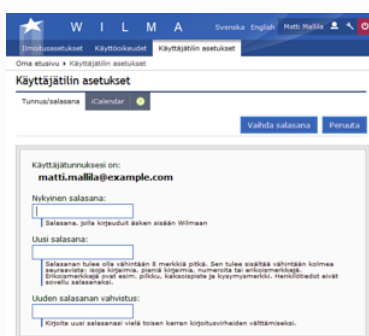 W I L M A
Svenska English Matti Mallila
Ilmoitusasetukset Käyttöoikeudet Käyttäjätilin asetukset
Oma etusivu Käyttäjätilin asetukset
Käyttäjätilin asetukset
Tunnus/salasana iCalendar
Vaihda salasana Peruuta
Käyttäjätunnuksesi on:
matti.mallila@example.com
Nykyinen salasana:
Salasana, jolla kirjauduit äsken sisään Wilmaan
Uusi salasana:
Salasanan tulee olla vähintään 8 merkkiä pitkä. Sen tulee sisältää vähintään kolmea
seuraavista: isoja kirjaimia, pieniä kirjaimia, numeroita tai erikoismerkkejä.
Erikoismerkkejä ovat esim. pilkku, kaksoispiste ja kysymysmerkki. Henkilötiedot eivät
sovellu salasanaksi.
Uuden salasanan vahvistus:
Kirjoita uusi salasanasi vielä toisen kerran kirjoitusvirheiden välttämiseksi.